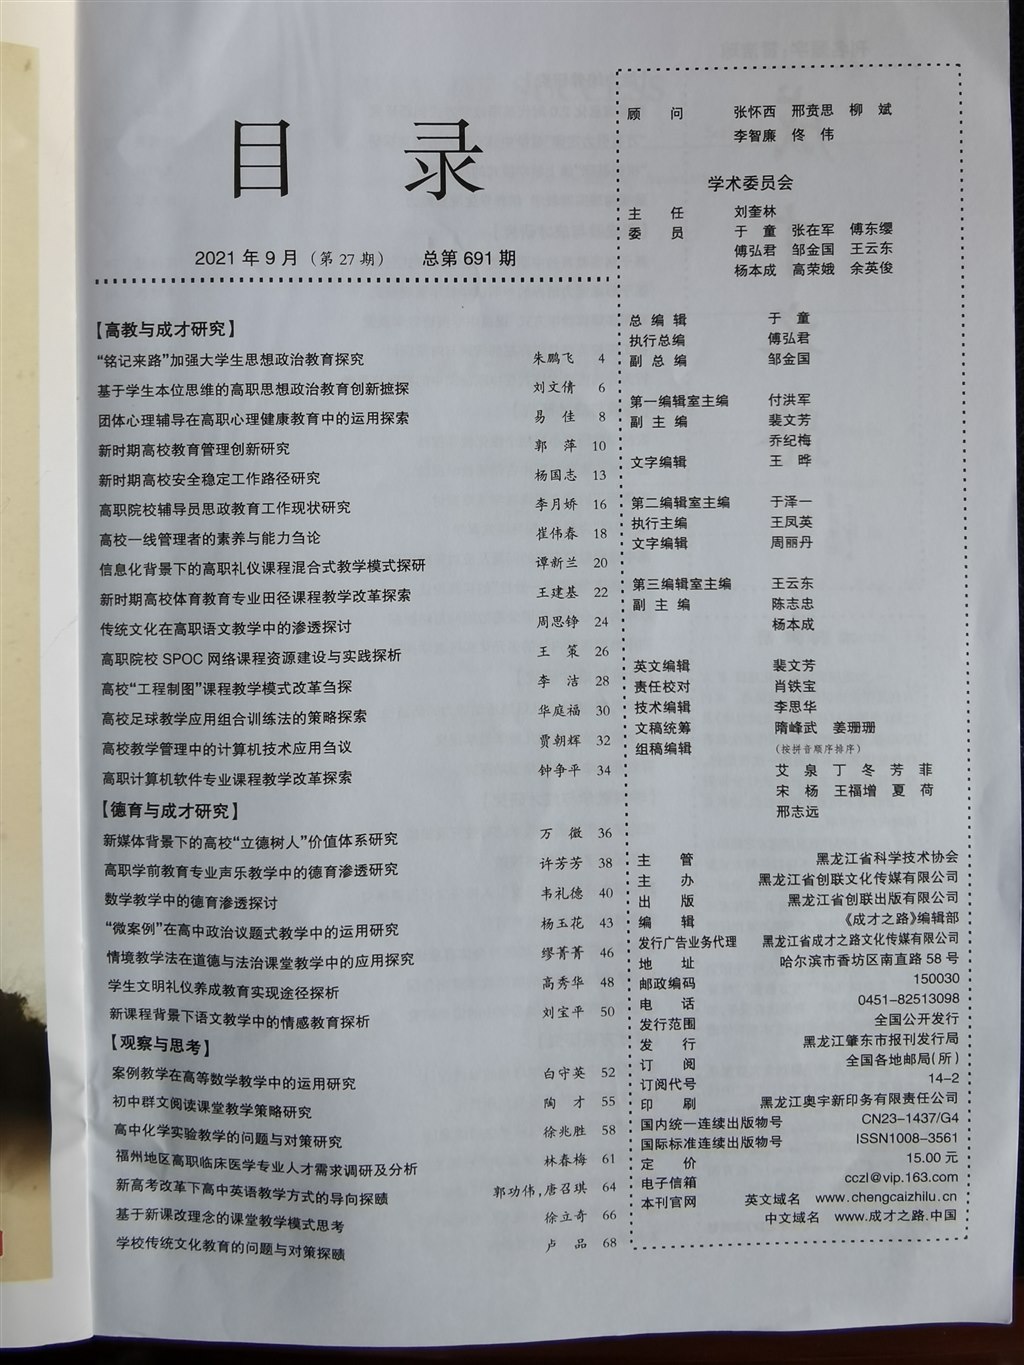 目 录
2021 年 9 月（第 27 期） 总第 691 期
【高教与成才研究】
“铭记来路”加强大学生思想政治教育探究 朱鹏飞 4
基于学生本位思维的高职思想政治教育创新摭探 刘文倩 6
团体心理辅导在高职心理健康教育中的运用探索 易 佳 8
新时期高校教育管理创新研究 郭 萍 10
新时期高校安全稳定工作路径研究 杨国志 13
高职院校辅导员思政教育工作现状研究 李月娇 16
高校一线管理者的素养与能力刍论 崔伟春 18
信息化背景下的高职礼仪课程混合式教学模式探研 谭新兰 20
新时期高校体育教育专业田径课程教学改革探索 王建基 22
传统文化在高职语文教学中的渗透探讨 周思铮 24
高职院校 SPOC 网络课程资源建设与实践探析 王 策 26
高校“工程制图”课程教学模式改革刍探 李 洁 28
高校足球教学应用组合训练法的策略探索 华庭福 30
高校教学管理中的计算机技术应用刍议 贾朝辉 32
高职计算机软件专业课程教学改革探索 钟争平 34
【德育与成才研究】
新媒体背景下的高校“立德树人”价值体系研究 万 微 36
高职学前教育专业声乐教学中的德育渗透研究 许芳芳 38
数学教学中的德育渗透探讨 韦礼德 40
“微案例”在高中政治议题式教学中的运用研究 杨玉花 43
情境教学法在道德与法治课堂教学中的应用探究 缪菁菁 46
学生文明礼仪养成教育实现途径探析 高秀华 48
新课程背景下语文教学中的情感教育探析 刘宝平 50
【观察与思考】
案例教学在高等数学教学中的运用研究 白守英 52
初中群文阅读课堂教学策略研究 陶 才 55
高中化学实验教学的问题与对策研究 徐兆胜 58
福州地区高职临床医学专业人才需求调研及分析 林春梅 61
新高考改革下高中英语教学方式的导向探赜 郭功伟,唐召琪 64
基于新课改理念的课堂教学模式思考 徐立奇 66
学校传统文化教育的问题与对策探赜 卢 品 68
顾 问 张怀西 邢贲思 柳 斌
李智廉 佟 伟
学术委员会
主 任 刘奎林
委 员 于 童 张在军 傅东缨
傅弘君 邹金国 王云东
杨本成 高荣娥 余英俊
总 编 辑 于 童
执行总编 傅弘君
副 总 编 邹金国
第一编辑室主编 付洪军
副 主 编 裴文芳
乔纪梅
文字编辑 王 晔
第二编辑室主编 于泽一
执行主编 王凤英
文字编辑 周丽丹
第三编辑室主编 王云东
副 主 编 陈志忠
杨本成
英文编辑 裴文芳
责任校对 肖铁宝
技术编辑 李思华
文稿统筹 隋峰武 姜珊珊
组稿编辑 （按拼音顺序排序）
艾 泉 丁 冬 芳 菲
宋 杨 王福增 夏 荷
邢志远
主 管 黑龙江省科学技术协会
主 办 黑龙江省创联文化传媒有限公司
出 版 黑龙江省创联出版有限公司
编 辑 《成才之路》编辑部
发行广告业务代理 黑龙江省成才之路文化传媒有限公司
地 址 哈尔滨市香坊区南直路 58 号
邮政编码 150030
电 话 0451-82513098
发行范围 全国公开发行
发 行 黑龙江肇东市报刊发行局
订 阅 全国各地邮局(所)
订阅代号 14-2
印 刷 黑龙江奥宇新印务有限责任公司
国内统一连续出版物号 CN23-1437/G4
国际标准连续出版物号 ISSN1008-3561
定 价 15.00 元
电子信箱 cczl@vip.163.com
本刊官网 英文域名 www.chengcaizhilu.cn
中文域名 www.成才之路.中国